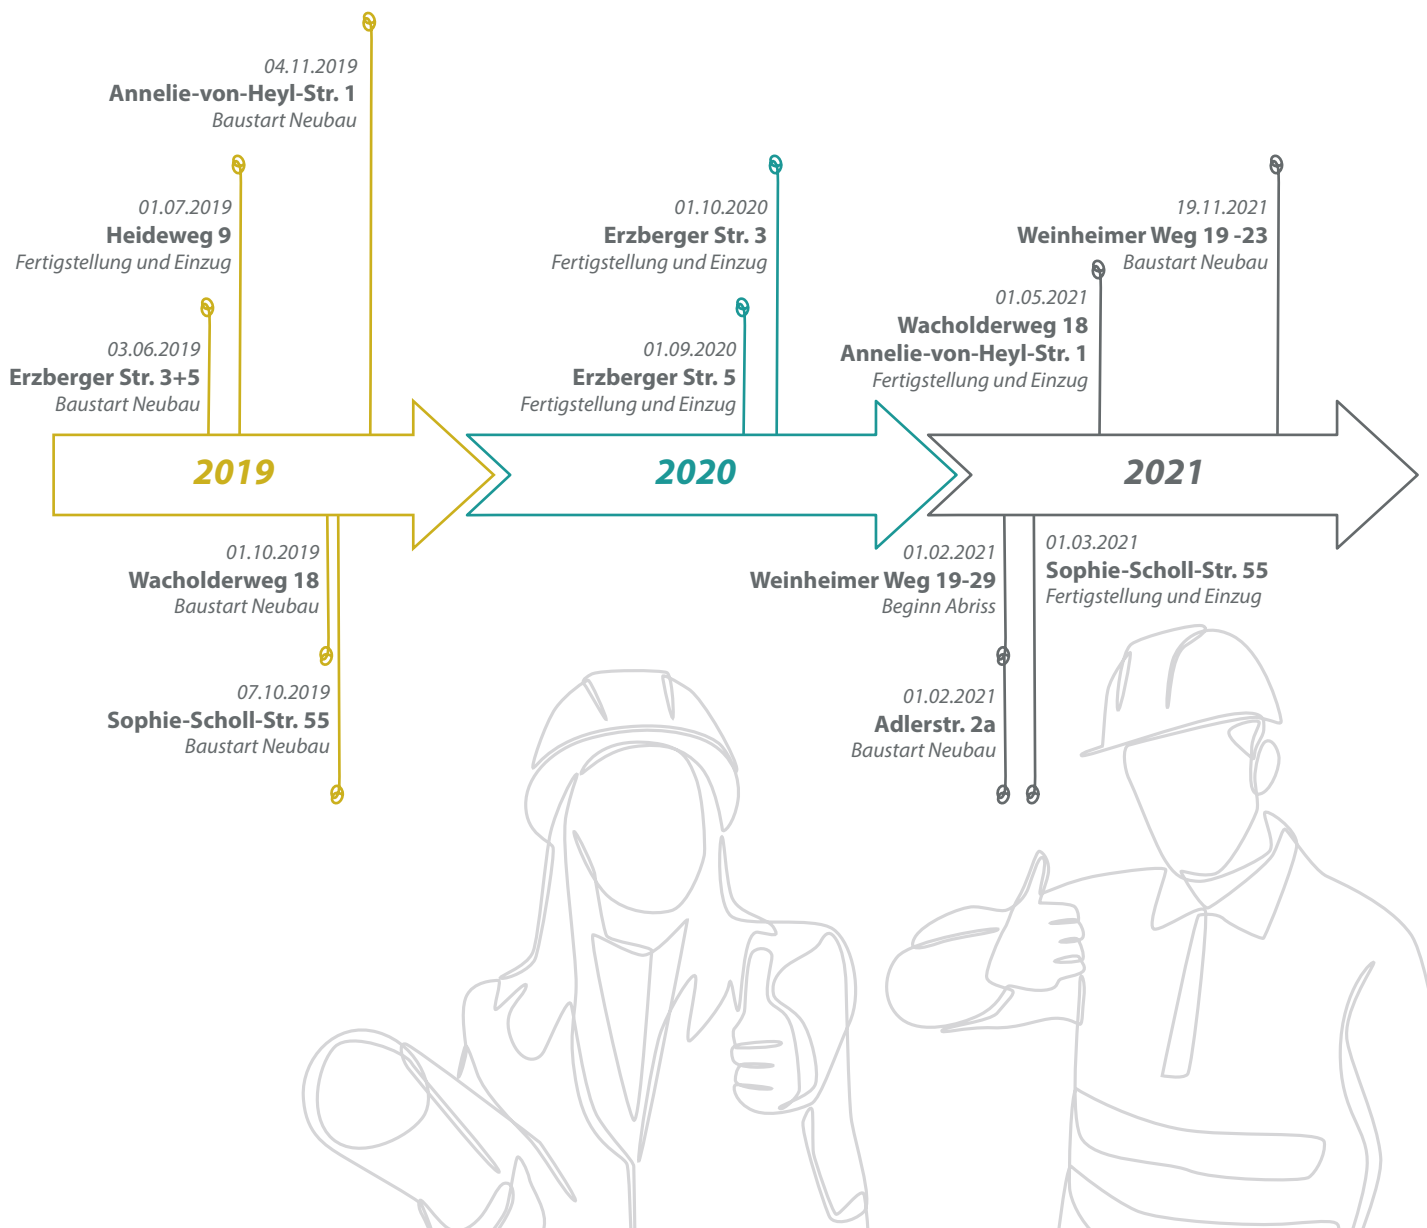 04.11.2019
Annelie-von-Heyl-Str. 1
Baustart Neubau
01.07.2019
Heideweg 9
Fertigstellung und Einzug
03.06.2019
Erzberger Str. 3+5
Baustart Neubau
01.10.2020
Erzberger Str. 3
Fertigstellung und Einzug
01.09.2020
Erzberger Str. 5
Fertigstellung und Einzug
19.11.2021
Weinheimer Weg 19 -23
Baustart Neubau
01.05.2021
Wacholderweg 18
Annelie-von-Heyl-Str. 1
Fertigstellung und Einzug
2019
2020
2021
01.10.2019
Wacholderweg 18
Baustart Neubau
07.10.2019
Sophie-Scholl-Str. 55
Baustart Neubau
01.02.2021
Weinheimer Weg 19-29
Beginn Abriss
01.03.2021
Sophie-Scholl-Str. 55
Fertigstellung und Einzug
01.02.2021
Adlerstr. 2a
Baustart Neubau